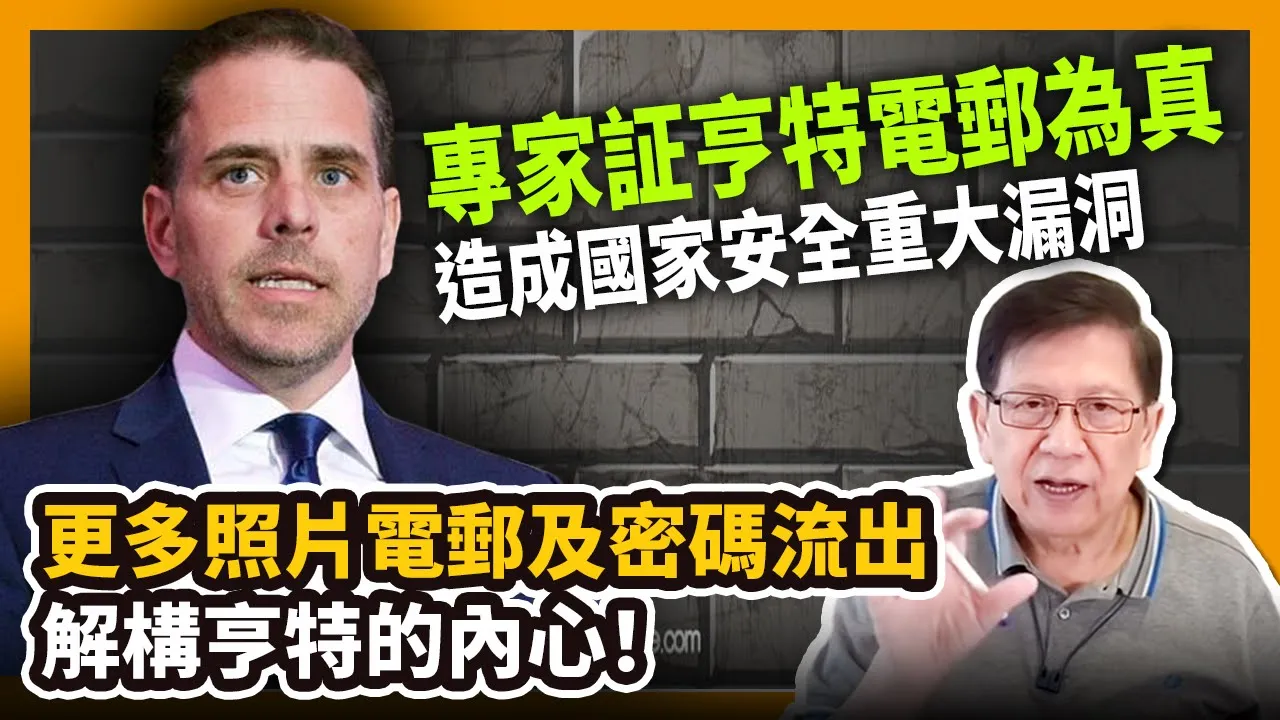 專家証亨特電郵為真
造成國家安全重大漏洞
更多照片電郵及密碼流出
解構亨特的內心！
.com